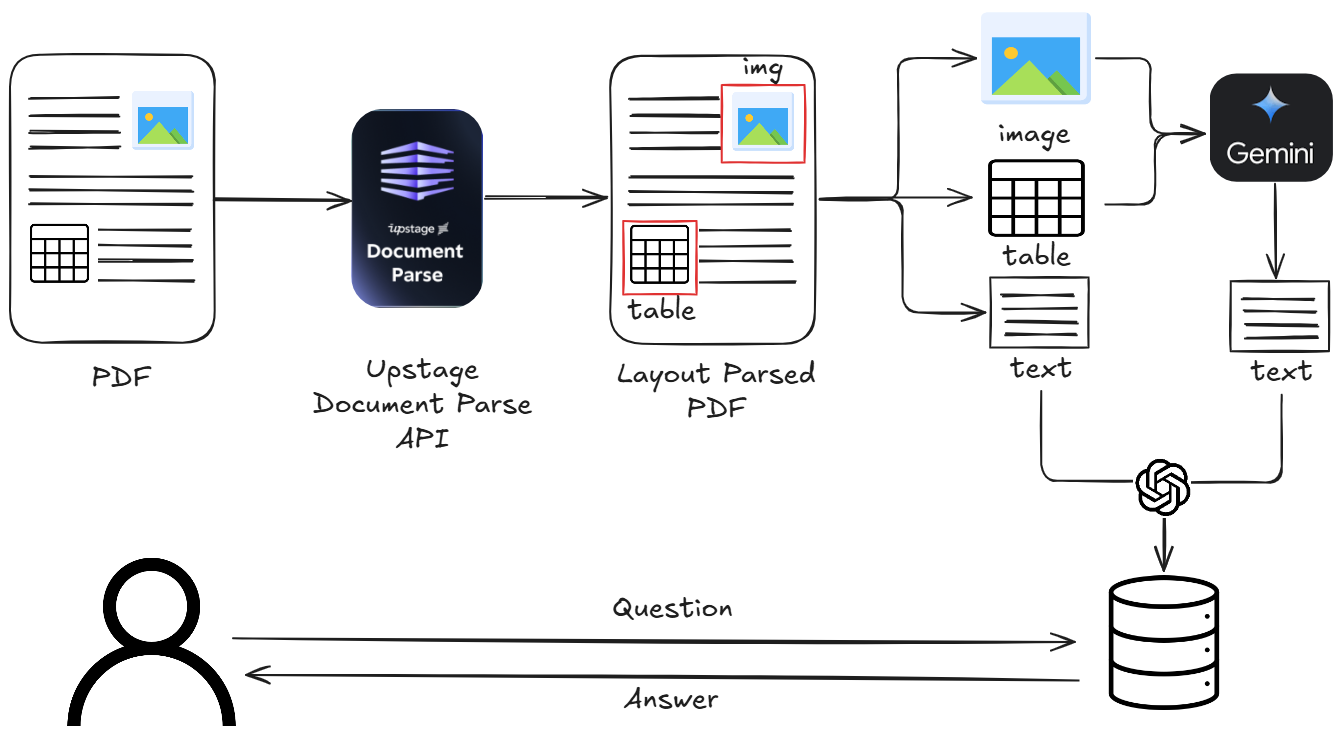 PDF
upstage
Document
Parse
Upstage
Document Parse
API
img
table
Layout Parsed
PDF
image
table
text
Gemini
text
Question
Answer